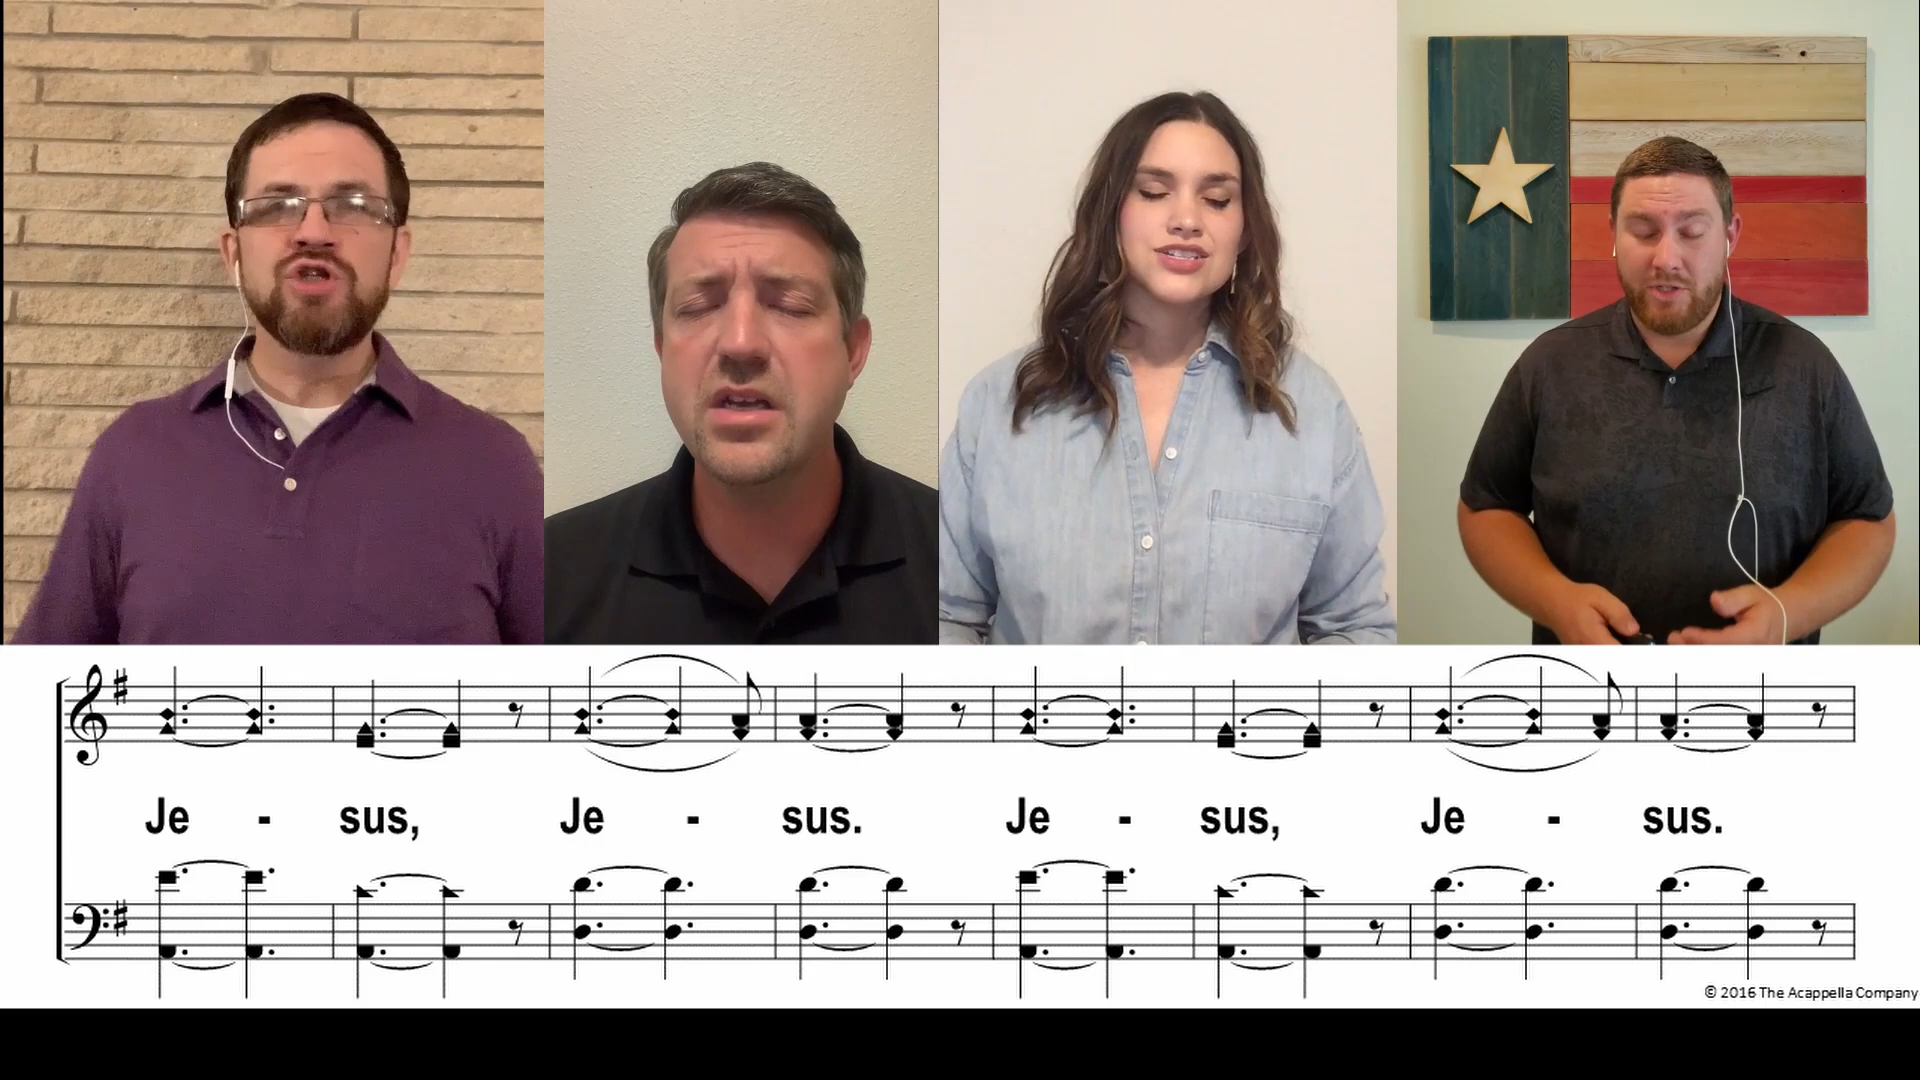 Je - sus, Je - sus. Je - sus, Je - sus.
© 2016 The Acappella Company